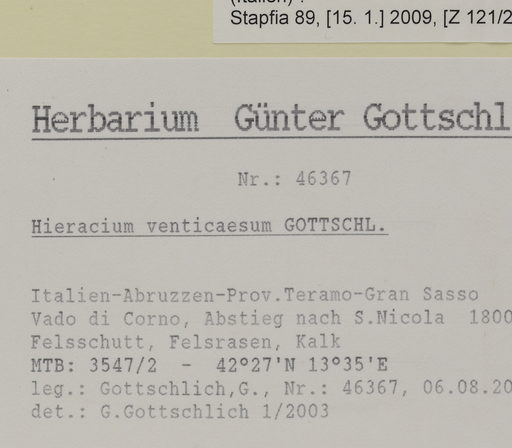 Stapfia 89, [15. 1.] 2009, [Z 121/2
Herbarium Günter Gottschl
Nr.: 46367
Hieracium venticaesum GOTTSCHL.
Italien-Abruzzen-Prov.Teramo-Gran Sasso
Vado di Corno, Abstieg nach S.Nicola 1800
Felsschutt, Felsrasen, Kalk
MTB: 3547/2 - 42°27'N 13°35'E
leg.: Gottschlich,G., Nr.: 46367, 06.08.20
det.: G.Gottschlich 1/2003